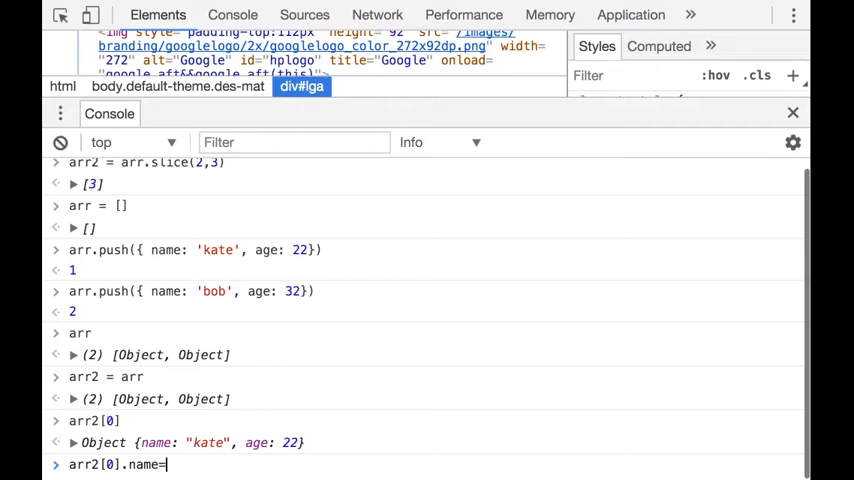 Elements Console Sources Network Performance Memory Application »
height="92" src="/images/
branding/googlelogo/2x/googlelogo_color_272x92dp.png" width=
"272" alt="Google" id="hplogo" title="Google" onload=
Styles Computed »
Filter :hov .cls +
html body.default-theme.des-mat div#lga
Console
top Filter Info
> arr2 = arr.slice(2,3)
[3]
> arr = []
[]
> arr.push({ name: 'kate', age: 22})
1
> arr.push({ name: 'bob', age: 32})
2
> arr
(2) [Object, Object]
> arr2 = arr
(2) [Object, Object]
> arr2[0]
Object {name: "kate", age: 22}
> arr2[0].name=